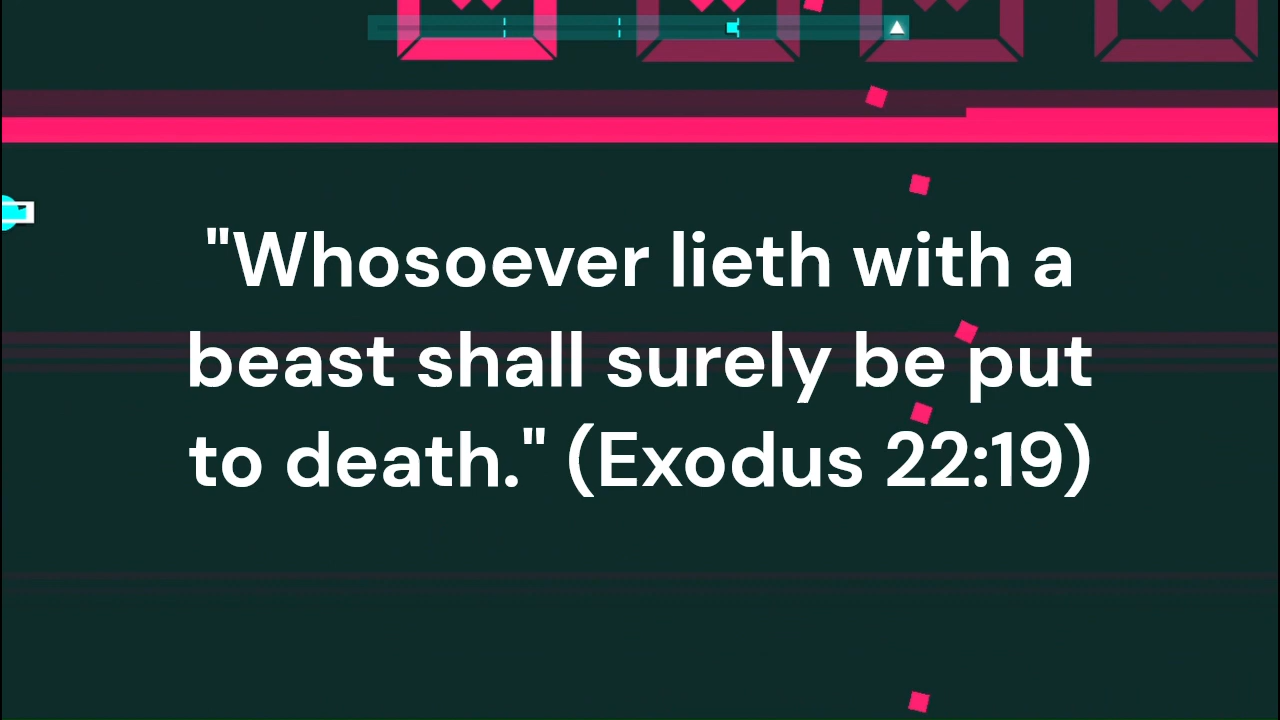 "Whosoever lieth with a
beast shall surely be put
to death." (Exodus 22:19)